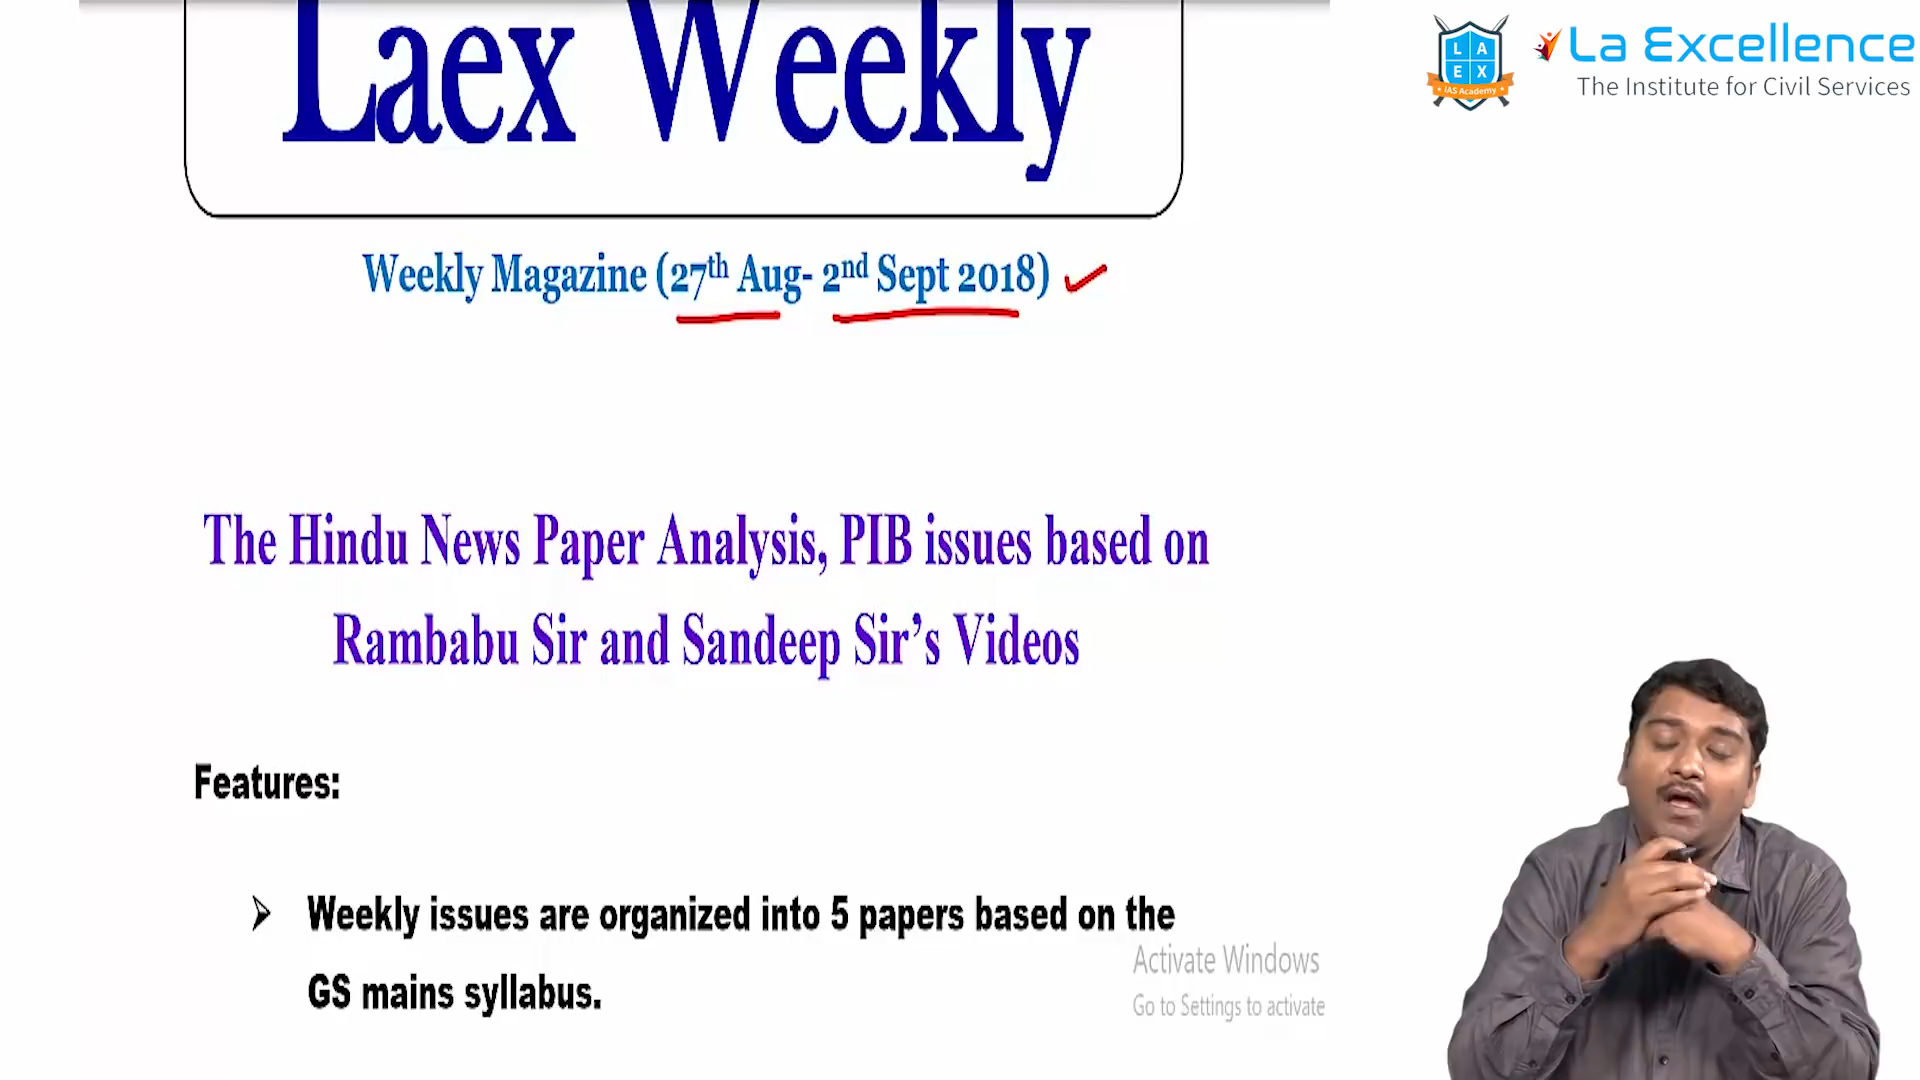 Laex Weekly
LA
EX
IAS Academy
La Excellence
The Institute for Civil Services
Weekly Magazine (27th Aug- 2nd Sept 2018)
The Hindu News Paper Analysis, PIB issues based on
Rambabu Sir and Sandeep Sir’s Videos
Features:
➢ Weekly issues are organized into 5 papers based on the
GS mains syllabus.
Activate Windows
Go to Settings to activate